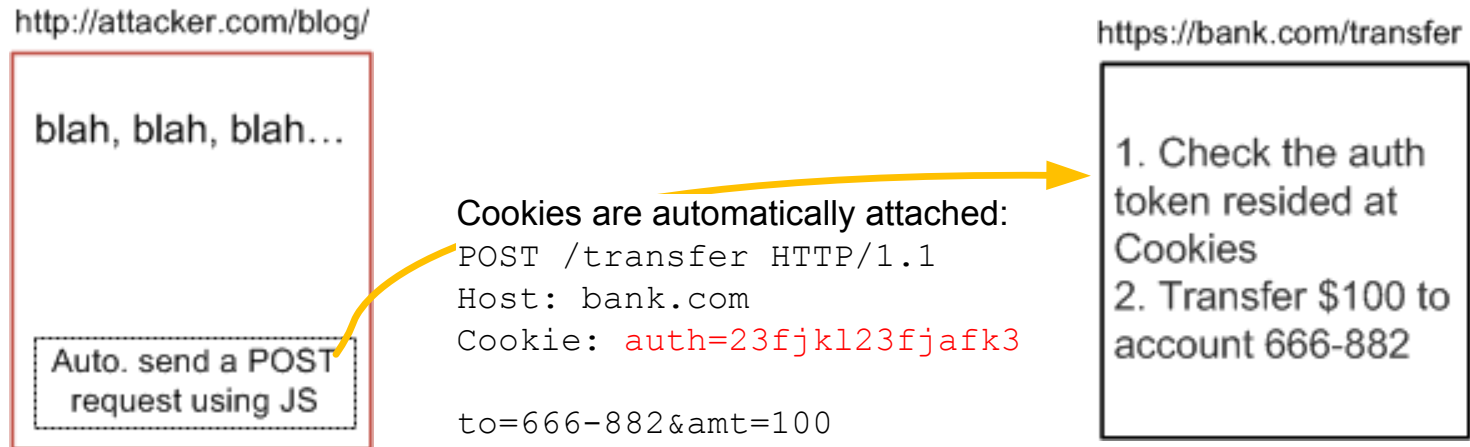 http://attacker.com/blog/
blah, blah, blah…
Auto. send a POST
request using JS
Cookies are automatically attached:
POST /transfer HTTP/1.1
Host: bank.com
Cookie: auth=23fjkl23fjafk3
to=666-882&amt=100
https://bank.com/transfer
1. Check the auth
token resided at
Cookies
2. Transfer $100 to
account 666-882